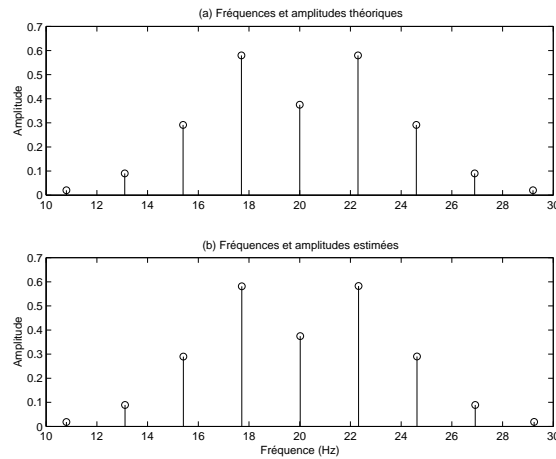 (a) Fréquences et amplitudes théoriques
0.7
0.6
0.5
0.4
0.3
0.2
0.1
0
Amplitude
10 12 14 16 18 20 22 24 26 28 30
(b) Fréquences et amplitudes estimées
0.7
0.6
0.5
0.4
0.3
0.2
0.1
0
Amplitude
10 12 14 16 18 20 22 24 26 28 30
Fréquence (Hz)